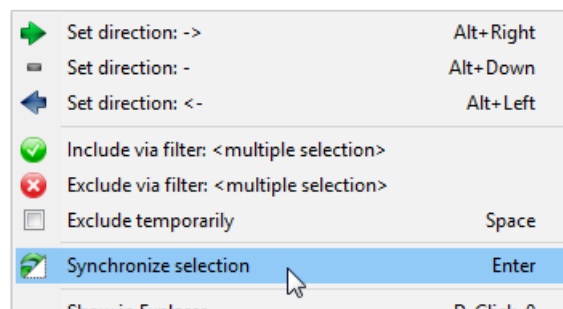 Set direction: -> Alt+Right
Set direction: - Alt+Down
Set direction: <- Alt+Left
Include via filter: <multiple selection>
Exclude via filter: <multiple selection>
Exclude temporarily Space
Synchronize selection Enter